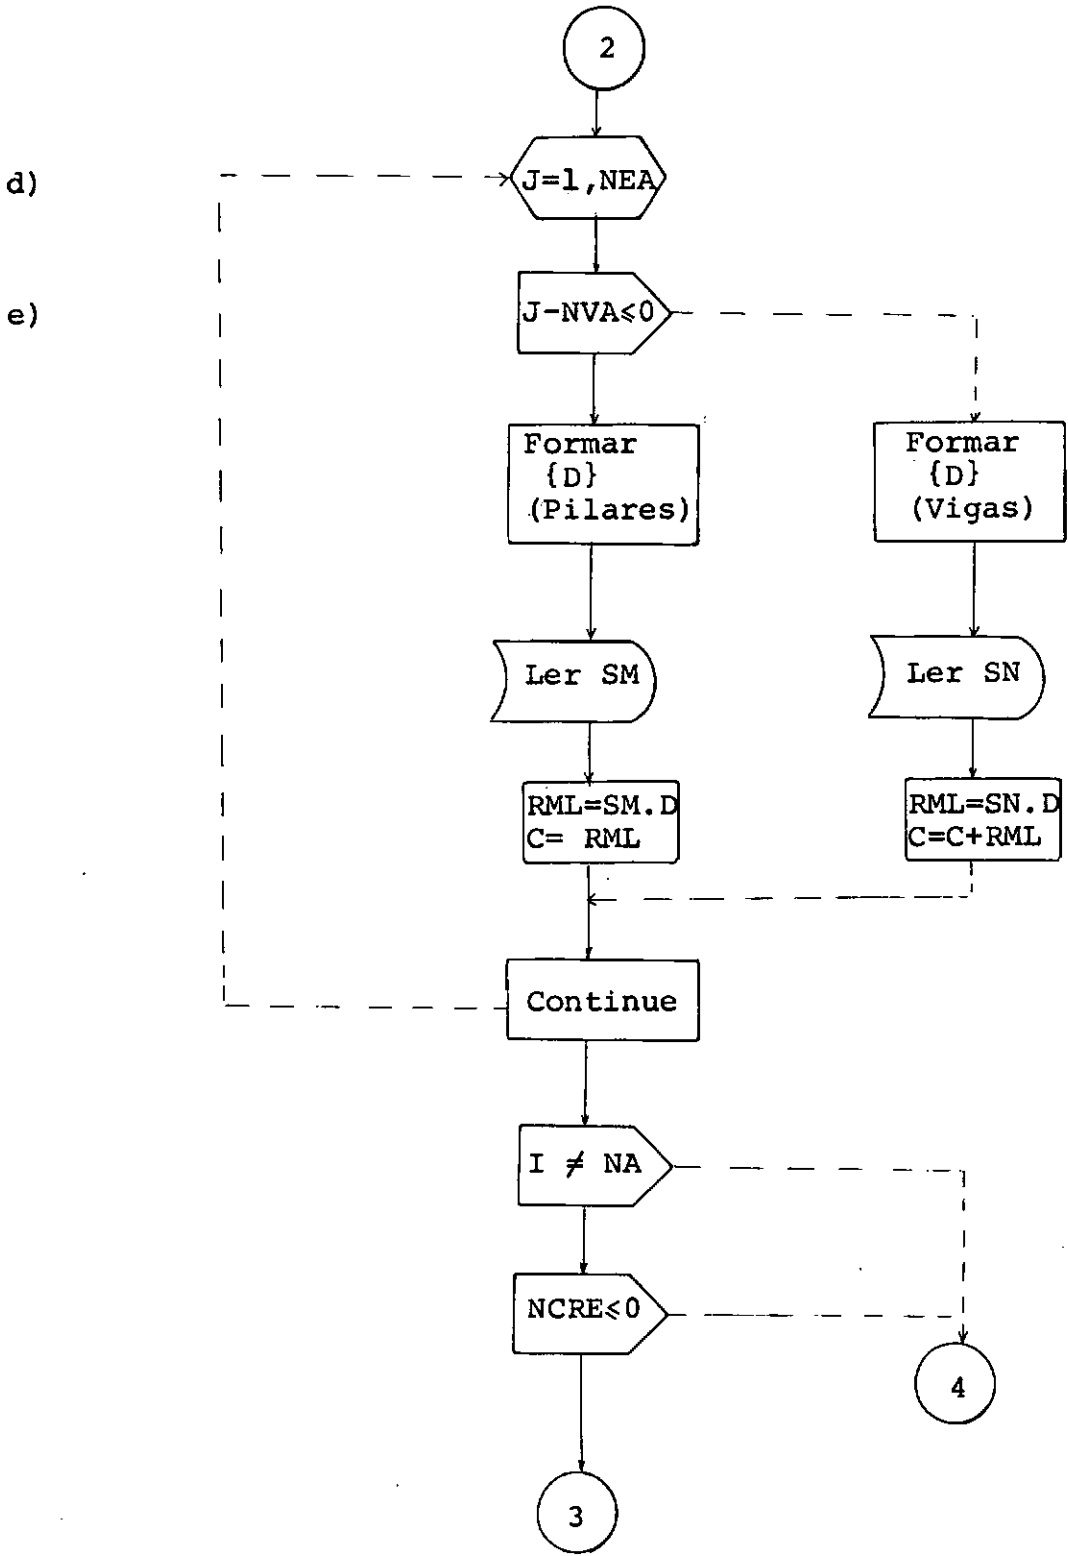 2
d)
J=1,NEA
e)
J-NVA≤0
Formar
{D}
(Pilares)
Formar
{D}
(Vigas)
Ler SM
Ler SN
RML=SM.D
C= RML
RML=SN.D
C=C+RML
Continue
I ≠ NA
NCRE≤0
4
3